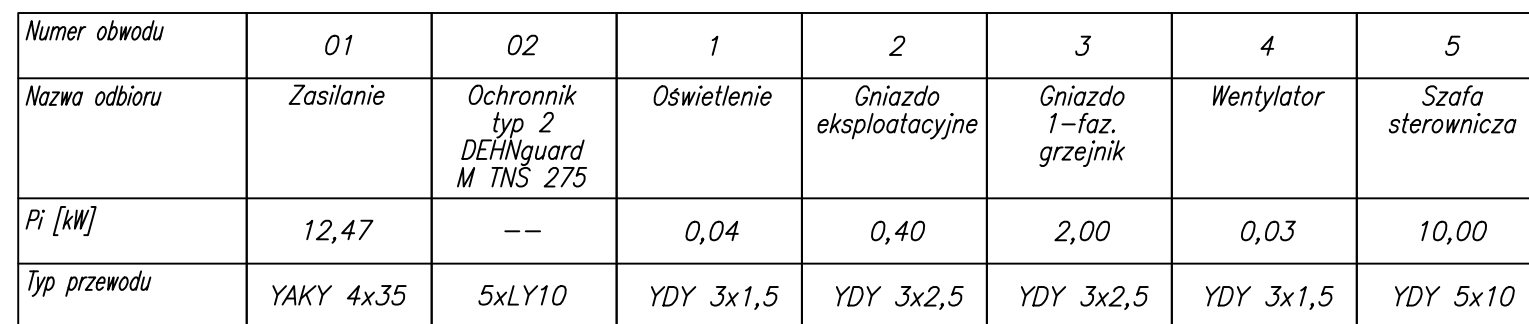 Numer obwodu 01 02 1 2 3 4 5
Nazwa odbioru Zasilanie Ochronnik typ 2 DEHNguard M TNS 275 Oświetlenie Gniazdo eksploatacyjne Gniazdo 1-faz. grzejnik Wentylator Szafa sterownicza
Pi [kW] 12,47 -- 0,04 0,40 2,00 0,03 10,00
Typ przewodu YAKY 4x35 5xLY10 YDY 3x1,5 YDY 3x2,5 YDY 3x2,5 YDY 3x1,5 YDY 5x10